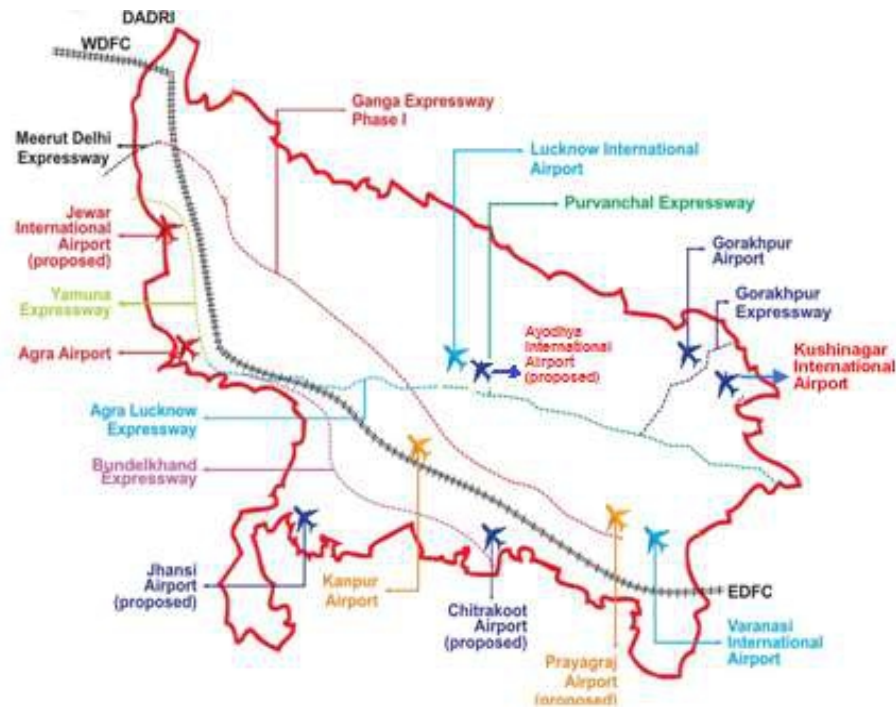 DADRI
WDFC
Ganga Expressway
Phase I
Meerut Delhi
Expressway
Lucknow International
Airport
Purvanchal Expressway
Jewar
International
Airport
(proposed)
Gorakhpur
Airport
Gorakhpur
Expressway
Yamuna
Expressway
Agra Airport
Ayodhya
International
Airport
(proposed)
Kushinagar
International
Airport
Agra Lucknow
Expressway
Bundelkhand
Expressway
Jhansi
Airport
(proposed)
Kanpur
Airport
Chitrakoot
Airport
(proposed)
EDFC
Varanasi
International
Airport
Prayagraj
Airport
(proposed)